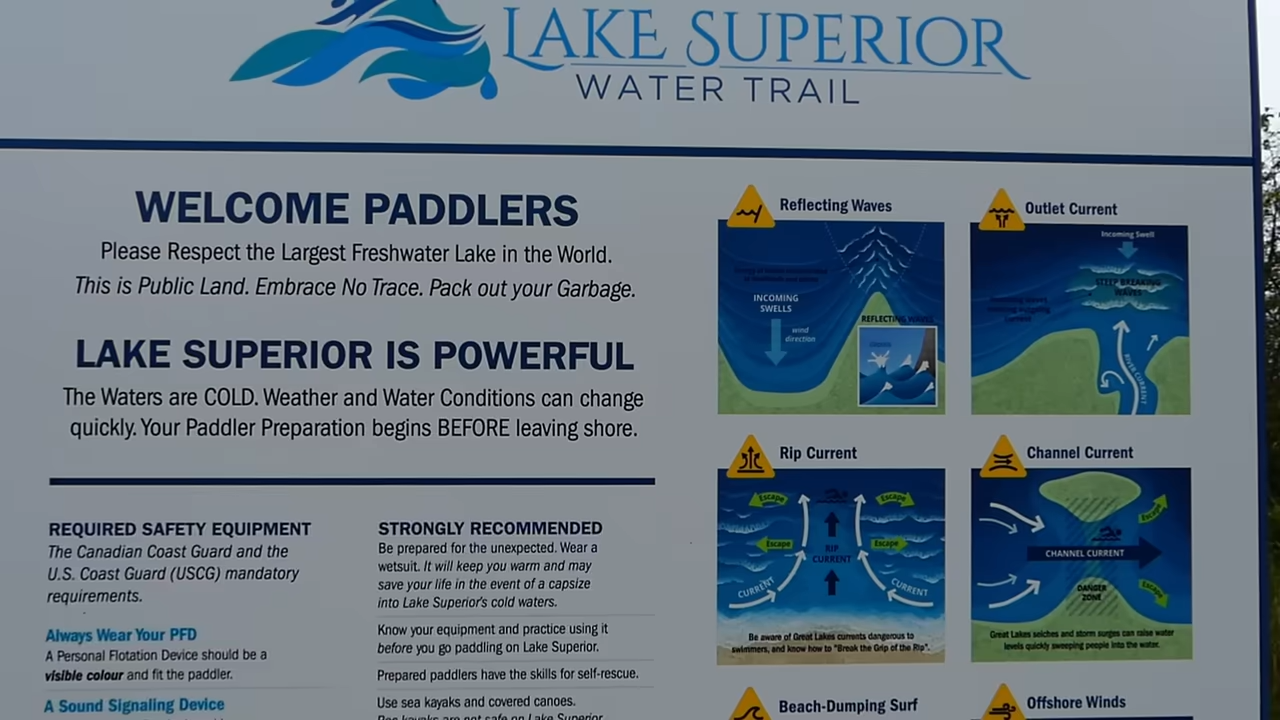 LAKE SUPERIOR
WATER TRAIL
WELCOME PADDLERS
Please Respect the Largest Freshwater Lake in the World.
This is Public Land. Embrace No Trace. Pack out your Garbage.
LAKE SUPERIOR IS POWERFUL
The Waters are COLD. Weather and Water Conditions can change
quickly. Your Paddler Preparation begins BEFORE leaving shore.
REQUIRED SAFETY EQUIPMENT
The Canadian Coast Guard and the
U.S. Coast Guard (USCG) mandatory
requirements.
Always Wear Your PFD
A Personal Flotation Device should be a
visible colour and fit the paddler.
A Sound Signaling Device
STRONGLY RECOMMENDED
Be prepared for the unexpected. Wear a
wetsuit. It will keep you warm and may
save your life in the event of a capsize
into Lake Superior's cold waters.
Know your equipment and practice using it
before you go paddling on Lake Superior.
Prepared paddlers have the skills for self-rescue.
Use sea kayaks and covered canoes.
Rec kayaks are not safe on Lake Superior
Reflecting Waves
INCOMING
SWELLS
wind
direction
REFLECTING WAVES
Outlet Current
Incoming Swell
STEEP BREAKING
WAVES
RIVER CURRENT
Rip Current
Escape
Escape
Escape
Escape
RIP
CURRENT
CURRENT
CURRENT
Be aware of Great Lakes currents dangerous to
swimmers, and know how to "Break the Grip of the Rip".
Channel Current
Escape
CHANNEL CURRENT
DANGER
ZONE
Escape
Great Lakes seiches and storm surges can raise water
levels quickly sweeping people into the water.
Beach-Dumping Surf
Offshore Winds